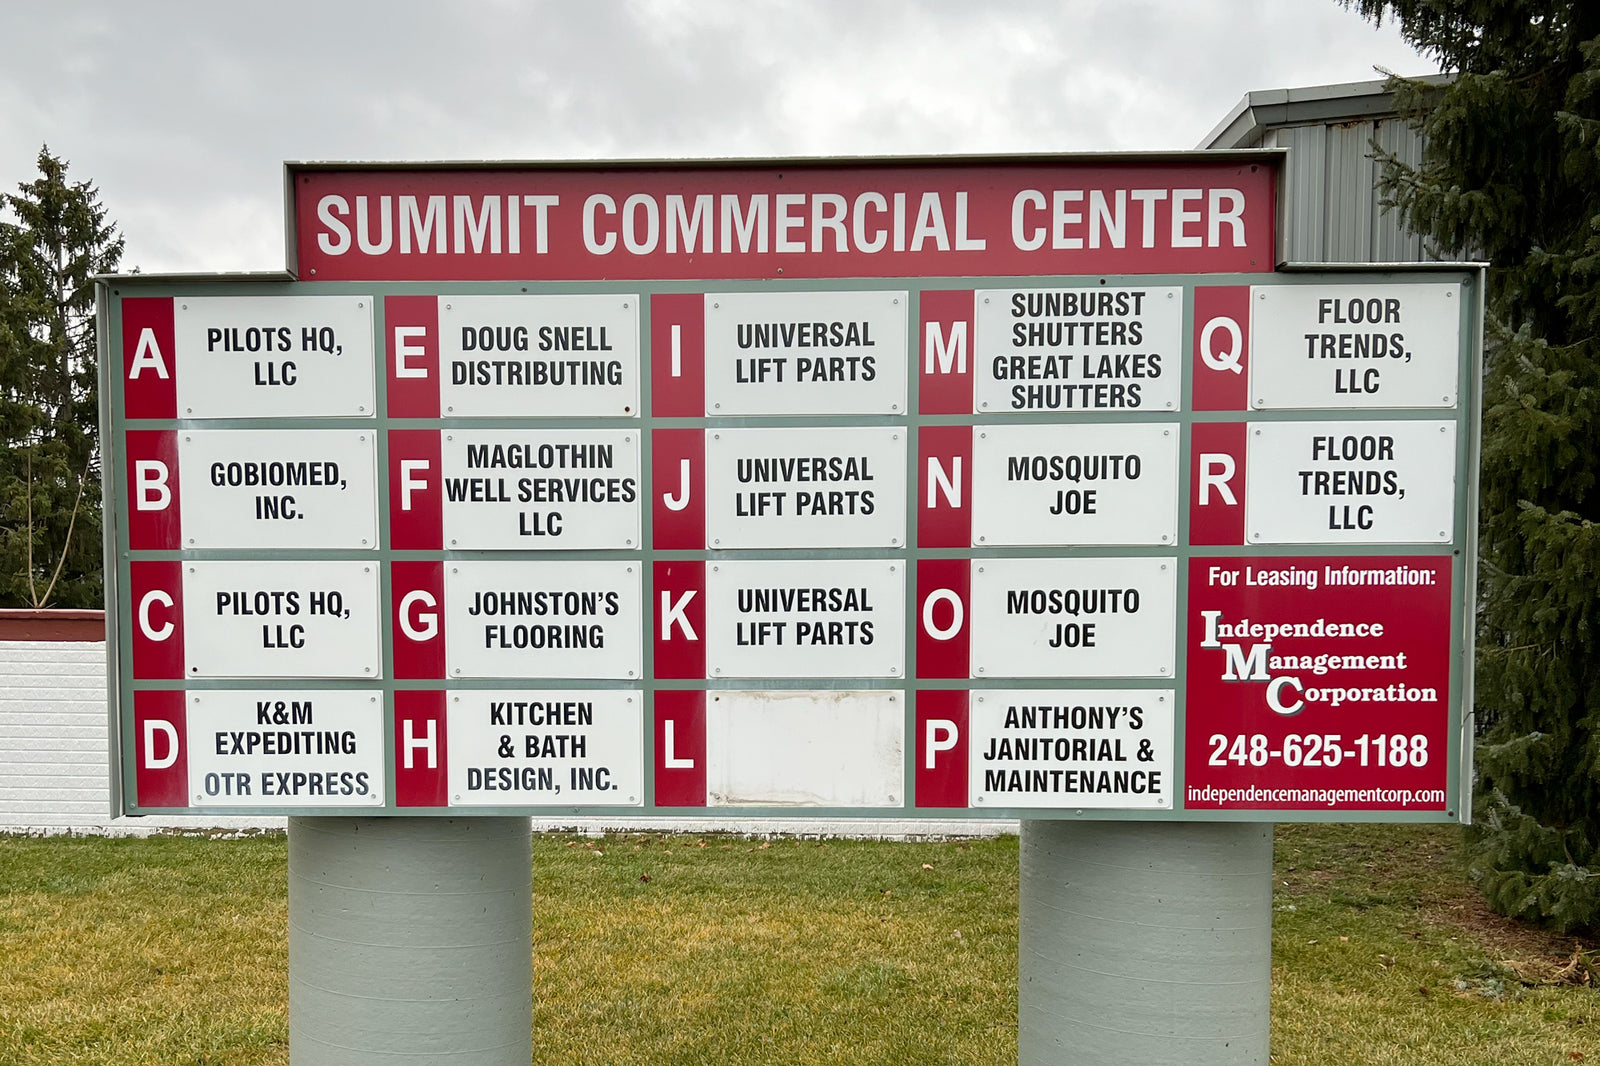 SUMMIT COMMERCIAL CENTER
A
PILOTS HQ,
LLC
B
GOBIOMED,
INC.
C
PILOTS HQ,
LLC
D
K&M
EXPEDITING
OTR EXPRESS
E
DOUG SNELL
DISTRIBUTING
F
MAGLOTHIN
WELL SERVICES
LLC
G
JOHNSTON'S
FLOORING
H
KITCHEN
& BATH
DESIGN, INC.
I
UNIVERSAL
LIFT PARTS
J
UNIVERSAL
LIFT PARTS
K
UNIVERSAL
LIFT PARTS
L
M
SUNBURST
SHUTTERS
GREAT LAKES
SHUTTERS
N
MOSQUITO
JOE
O
MOSQUITO
JOE
P
ANTHONY'S
JANITORIAL &
MAINTENANCE
Q
FLOOR
TRENDS,
LLC
R
FLOOR
TRENDS,
LLC
For Leasing Information:
Independence
Management
Corporation
248-625-1188
independencemanagementcorp.com